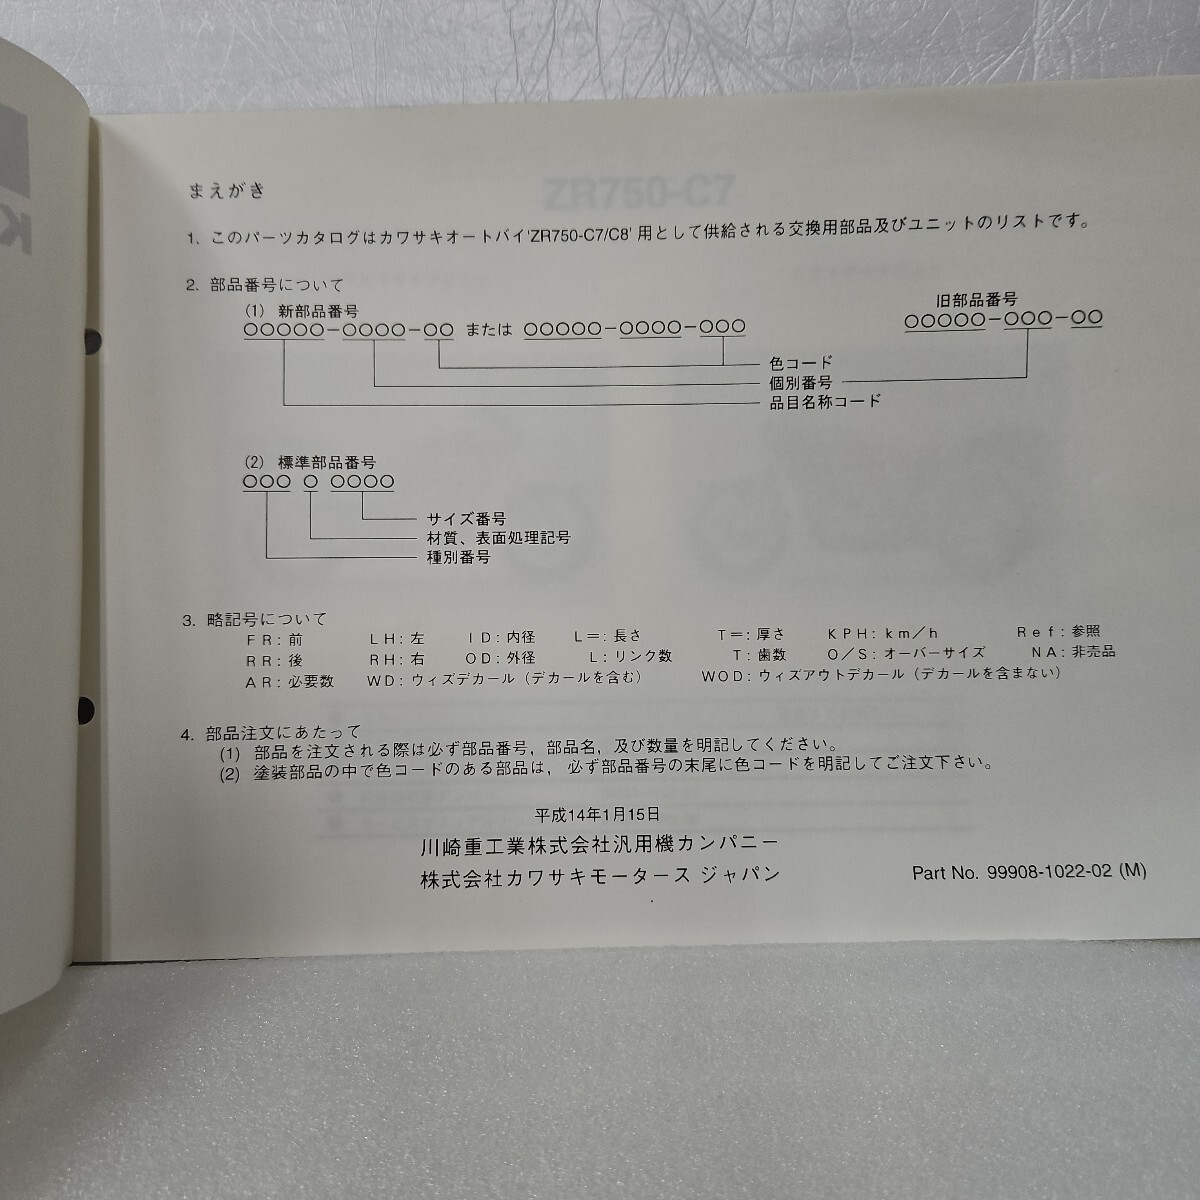 ZR750-C7
まえがき
1. このパーツカタログはカワサキオートバイ'ZR750-C7/C8' 用として供給される交換用部品及びユニットのリストです。
2. 部品番号について
(1) 新部品番号
旧部品番号
○○○○○-○○○○-○○ または ○○○○○-○○○○-○○○
○○○○○-○○○-○○
色コード
個別番号
品目名称コード
(2) 標準部品番号
○○○ ○ ○○○○
サイズ番号
材質、表面処理記号
種別番号
3. 略記号について
FR:前 LH:左 ID:内径 L=:長さ T=:厚さ KPH:km/h Ref:参照
RR:後 RH:右 OD:外径 L:リンク数 T:歯数 O/S:オーバーサイズ NA:非売品
AR:必要数 WD:ウィズデカール(デカールを含む) WOD:ウィズアウトデカール(デカールを含まない)
4. 部品注文にあたって
(1) 部品を注文される際は必ず部品番号,部品名,及び数量を明記してください。
(2) 塗装部品の中で色コードのある部品は, 必ず部品番号の末尾に色コードを明記してご注文下さい。
平成14年1月15日
川崎重工業株式会社汎用機カンパニー
株式会社カワサキモータース ジャパン
Part No. 99908-1022-02 (M)